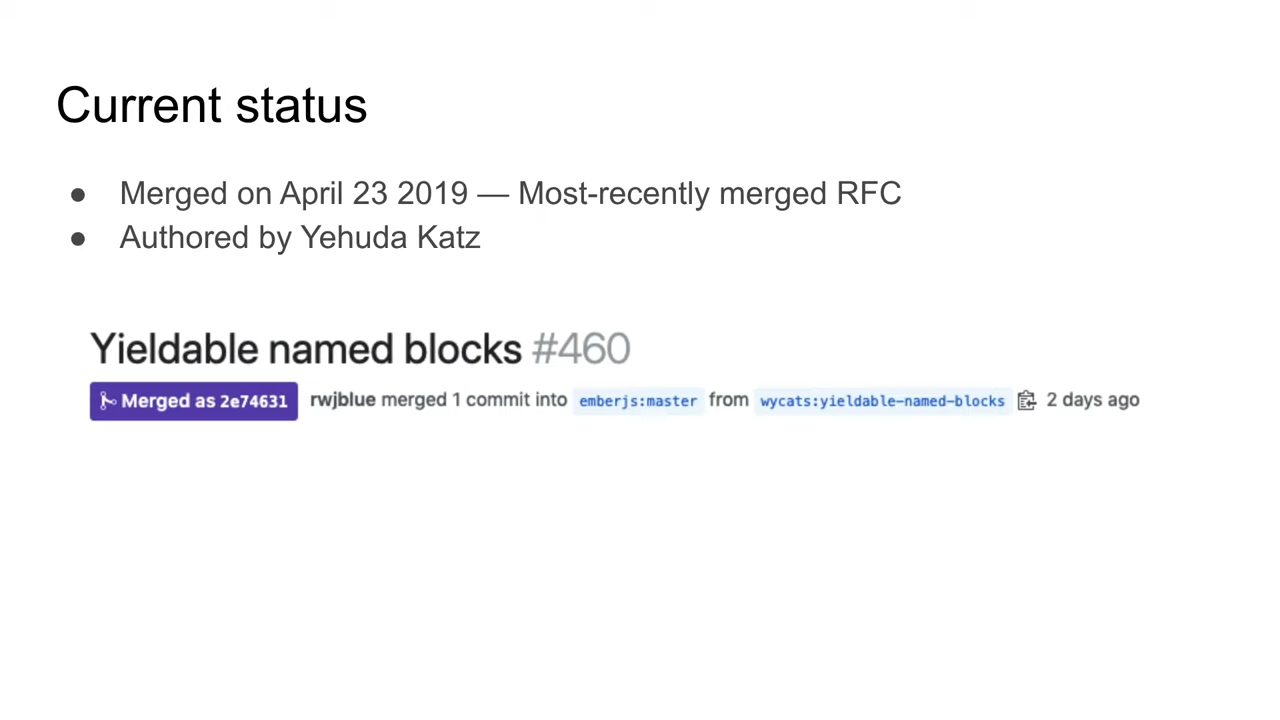 Current status
● Merged on April 23 2019 — Most-recently merged RFC
● Authored by Yehuda Katz
Yieldable named blocks #460
Merged as 2e74631 rwjblue merged 1 commit into emberjs:master from wycats:yieldable-named-blocks 2 days ago